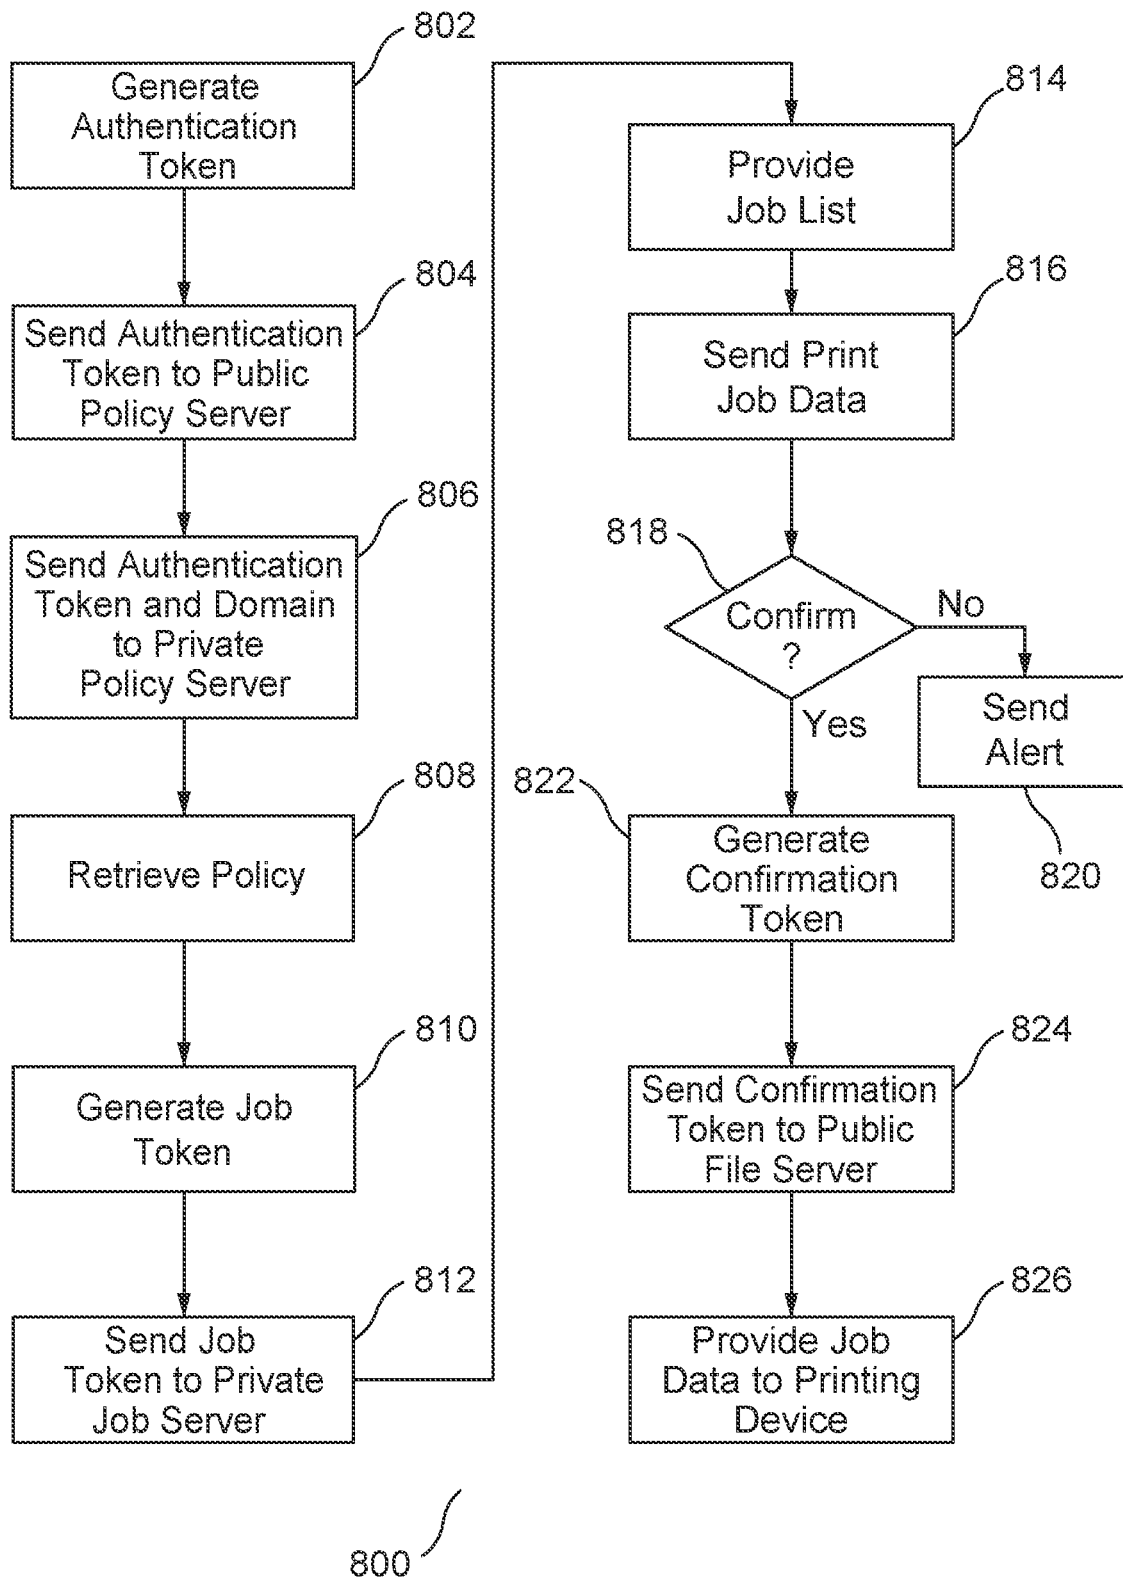 802
Generate
Authentication
Token
804
Send Authentication
Token to Public
Policy Server
806
Send Authentication
Token and Domain
to Private
Policy Server
808
Retrieve Policy
810
Generate Job
Token
812
Send Job
Token to Private
Job Server
814
Provide
Job List
816
Send Print
Job Data
818
Confirm
?
No
Yes
Send
Alert
820
822
Generate
Confirmation
Token
824
Send Confirmation
Token to Public
File Server
826
Provide Job
Data to Printing
Device
800